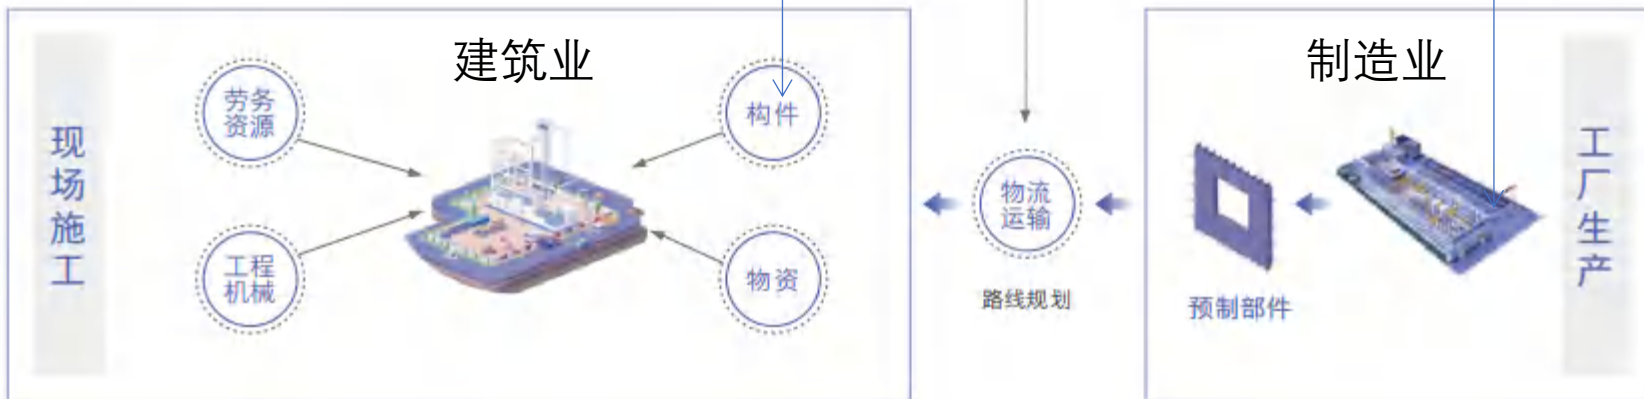 建筑业
制造业
现场施工
劳务
资源
构件
工程
机械
物资
物流
运输
路线规划
预制部件
工厂生产